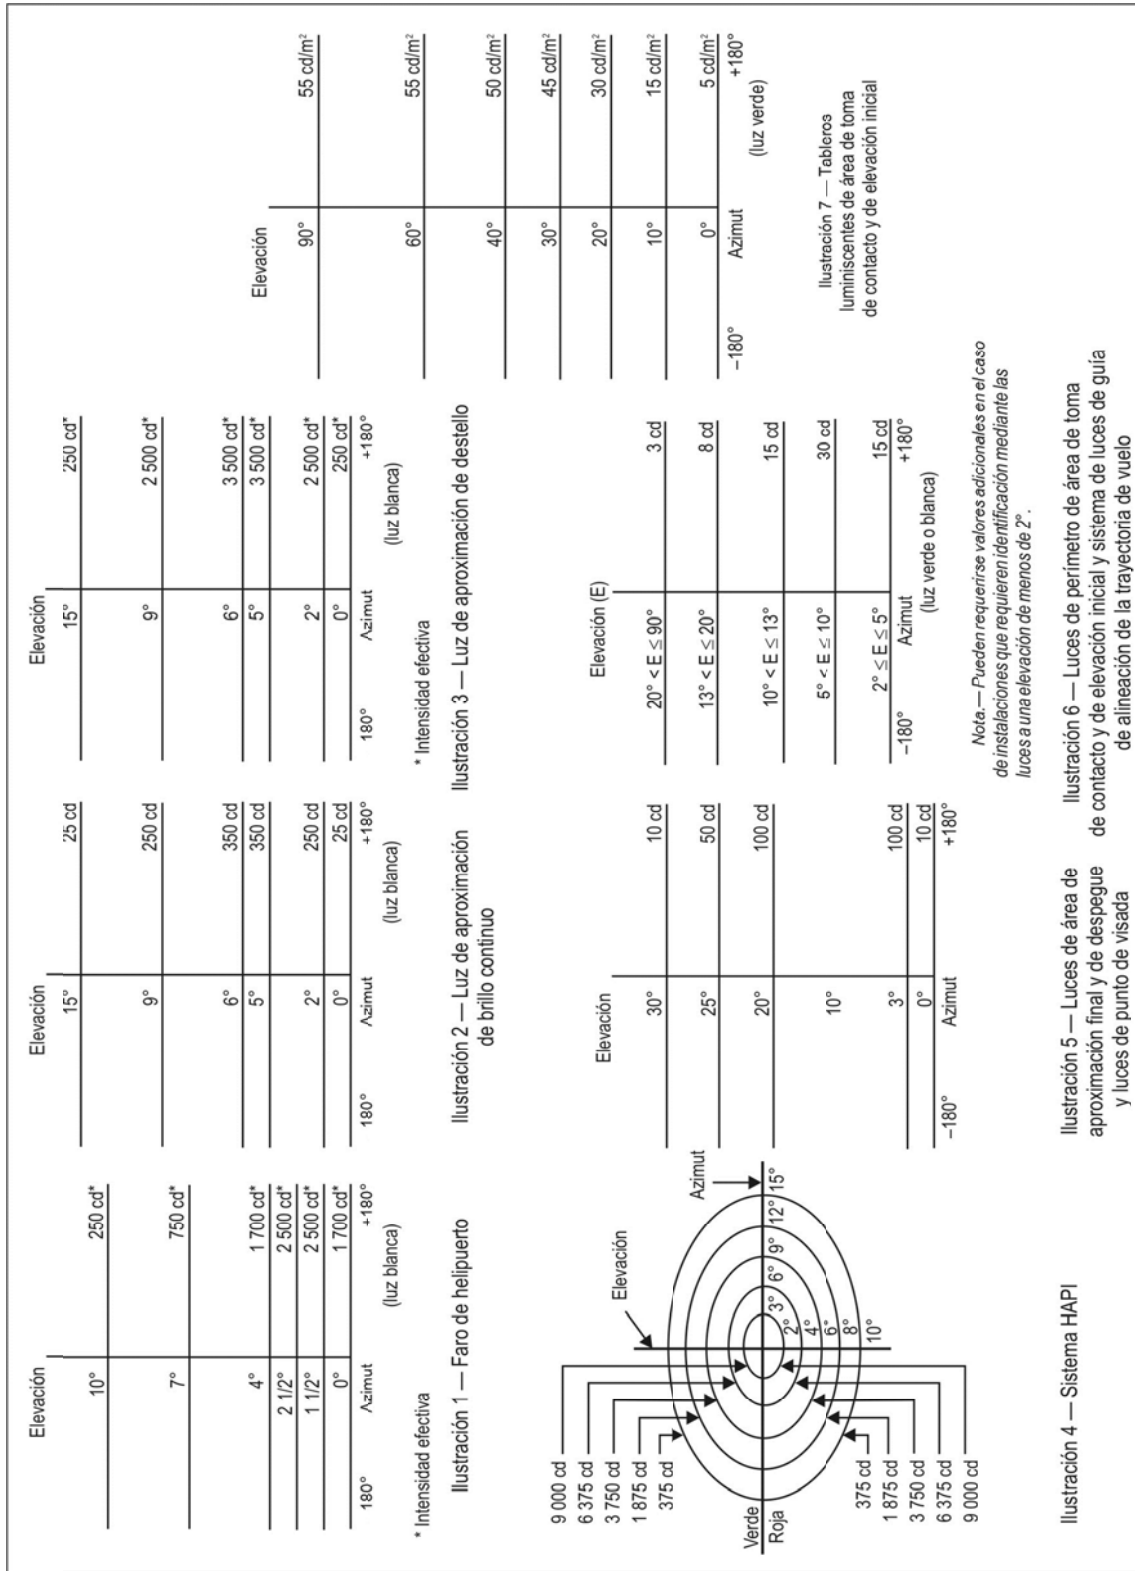 Elevación
10° 250 cd*
7° 750 cd*
4° 1 700 cd*
2 1/2° 2 500 cd*
1 1/2° 2 500 cd*
0° 1 700 cd*
180° Azimut +180°
(luz blanca)
* Intensidad efectiva
Ilustración 1 — Faro de helipuerto
Elevación
15° 25 cd
9° 250 cd
6° 350 cd
5° 350 cd
2° 250 cd
0° 25 cd
180° Azimut +180°
(luz blanca)
Ilustración 2 — Luz de aproximación
de brillo continuo
Elevación
15° 250 cd*
9° 2 500 cd*
6° 3 500 cd*
5° 3 500 cd*
2° 2 500 cd*
0° 250 cd*
180° Azimut +180°
(luz blanca)
* Intensidad efectiva
Ilustración 3 — Luz de aproximación de destello
Elevación
Azimut
9 000 cd
6 375 cd
3 750 cd
1 875 cd
375 cd
Verde
Roja
3° 6° 9° 12° 15°
2° 4° 6° 8° 10°
375 cd
1 875 cd
3 750 cd
6 375 cd
9 000 cd
Ilustración 4 — Sistema HAPI
Elevación
30° 10 cd
25° 50 cd
20° 100 cd
10°
3° 100 cd
0° 10 cd
–180° Azimut +180°
Ilustración 5 — Luces de área de
aproximación final y de despegue
y luces de punto de visada
Elevación (E)
20° < E ≤ 90° 3 cd
13° < E ≤ 20° 8 cd
10° < E ≤ 13° 15 cd
5° < E ≤ 10° 30 cd
2° ≤ E ≤ 5° 15 cd
–180° Azimut +180°
(luz verde o blanca)
Nota.— Pueden requerirse valores adicionales en el caso
de instalaciones que requieren identificación mediante las
luces a una elevación de menos de 2°.
Ilustración 6 — Luces de perímetro de área de toma
de contacto y de elevación inicial y sistema de luces de guía
de alineación de la trayectoria de vuelo
Elevación
90° 55 cd/m²
60° 55 cd/m²
40° 50 cd/m²
30° 45 cd/m²
20° 30 cd/m²
10° 15 cd/m²
0° 5 cd/m²
–180° Azimut +180°
(luz verde)
Ilustración 7 — Tableros
luminiscentes de área de toma
de contacto y de elevación inicial